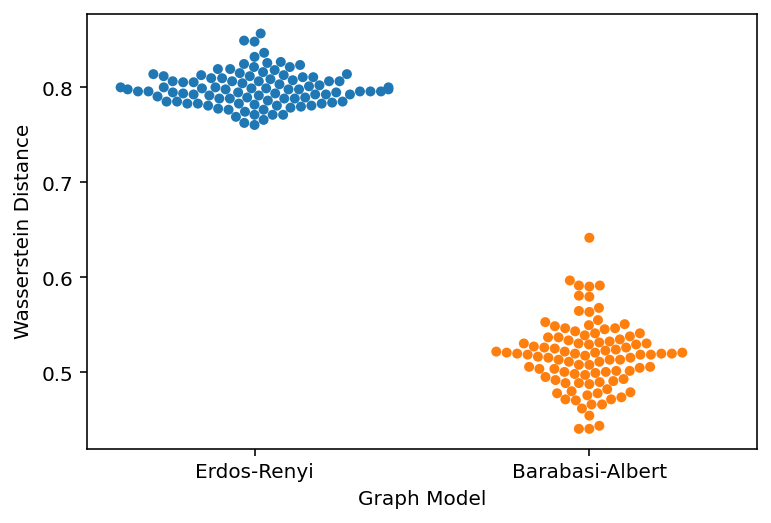 0.8
0.7
0.6
0.5
Wasserstein Distance
Erdos-Renyi
Barabasi-Albert
Graph Model